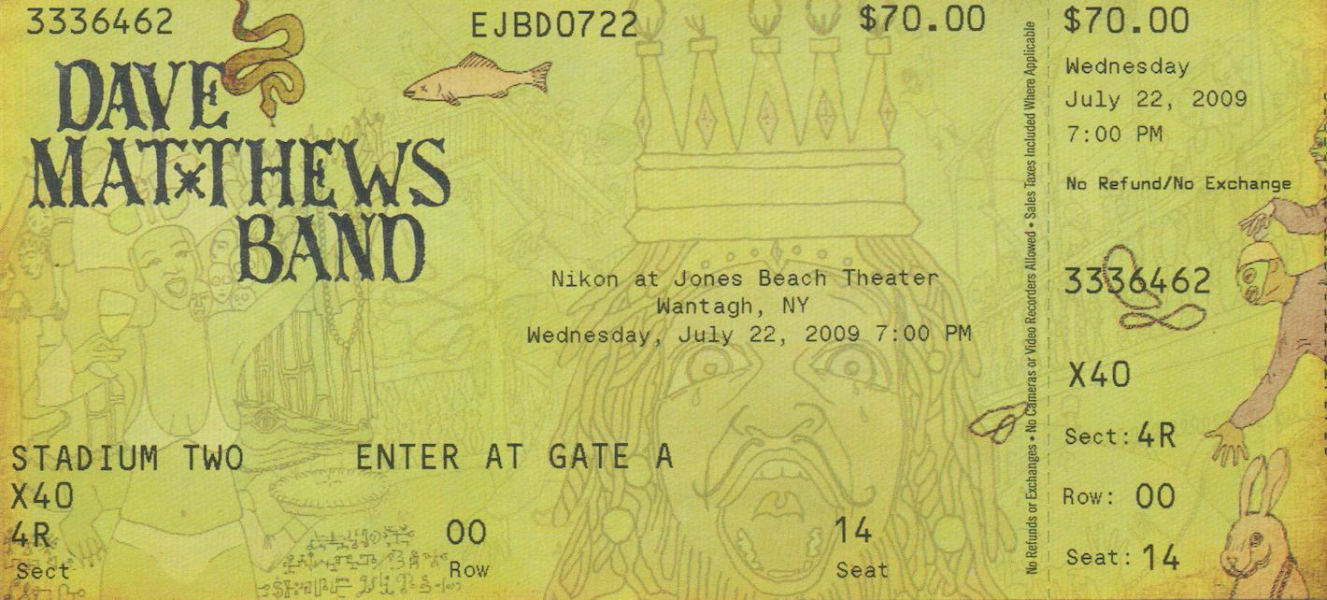 3336462
EJBDO722
$70.00
DAVE
MATTHEWS
BAND
Nikon at Jones Beach Theater
Wantagh, NY
Wednesday, July 22, 2009 7:00 PM
STADIUM TWO
ENTER AT GATE A
X40
4R
Sect
00
Row
14
Seat
No Refunds or Exchanges • No Cameras or Video Recorders Allowed • Sales Taxes Included Where Applicable
$70.00
Wednesday
July 22, 2009
7:00 PM
No Refund/No Exchange
3336462
X40
Sect: 4R
Row: 00
Seat: 14